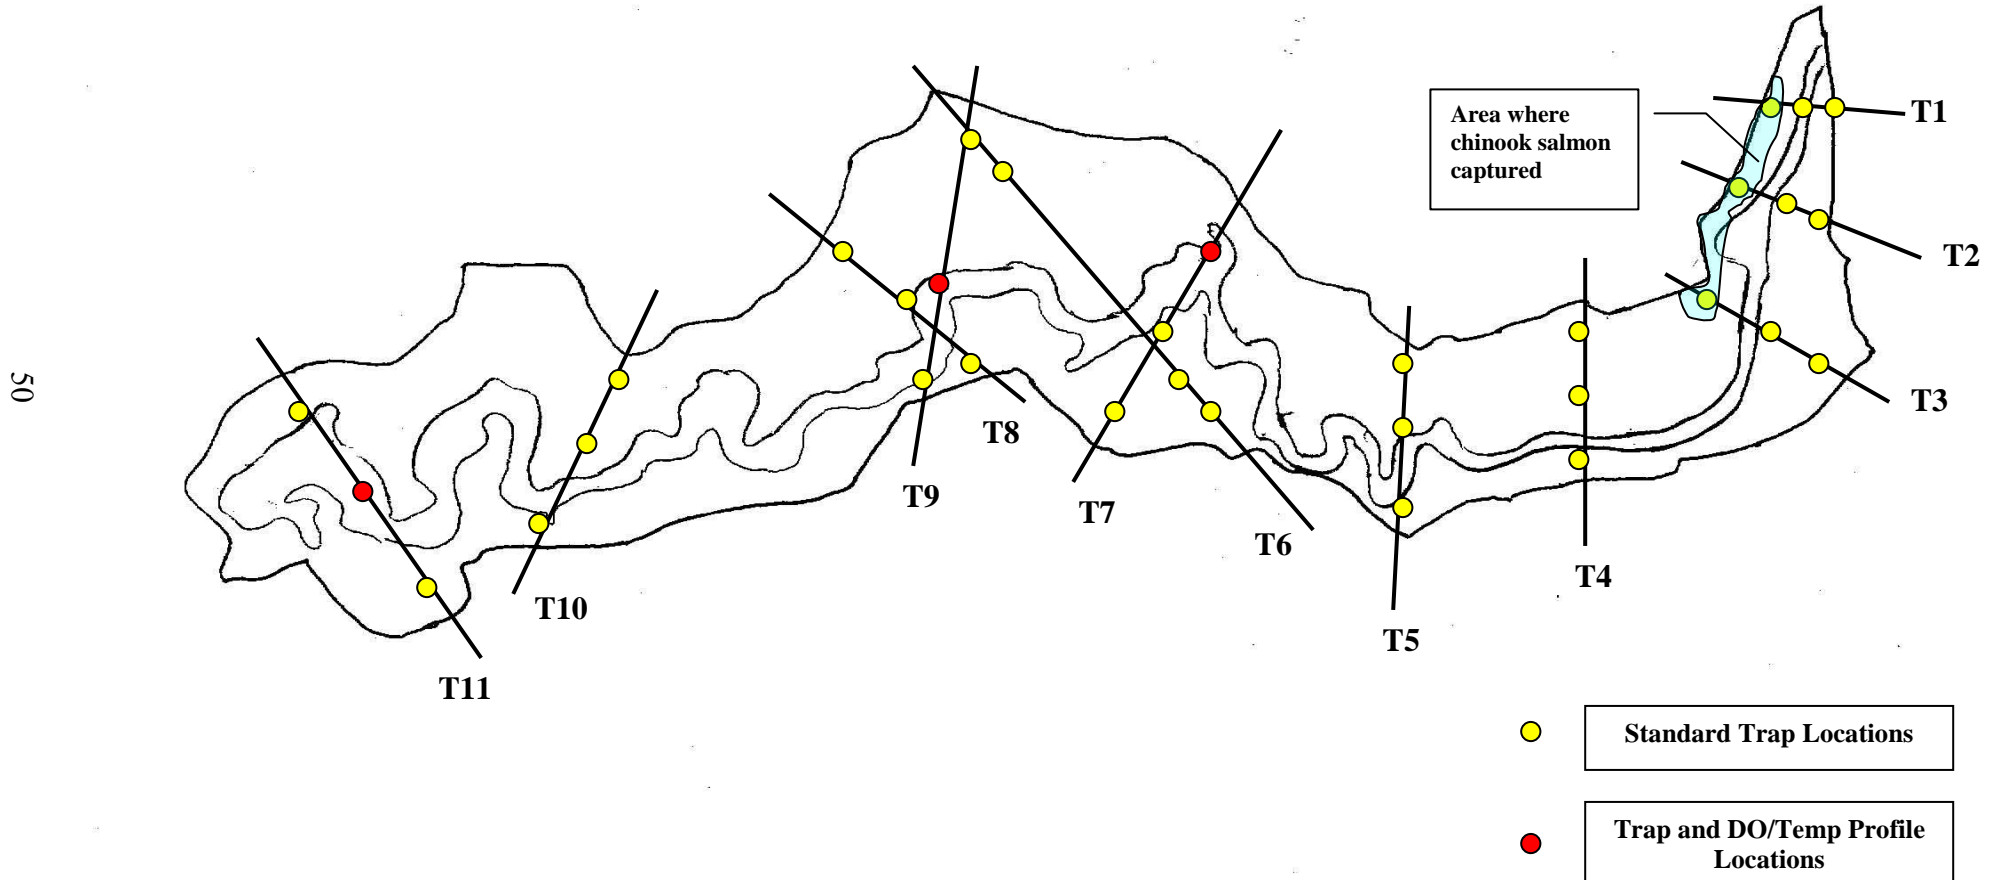 Area where
chinook salmon
captured
T1
T2
T3
T4
T5
T6
T7
T8
T9
T10
T11
50
Standard Trap Locations
Trap and DO/Temp Profile
Locations